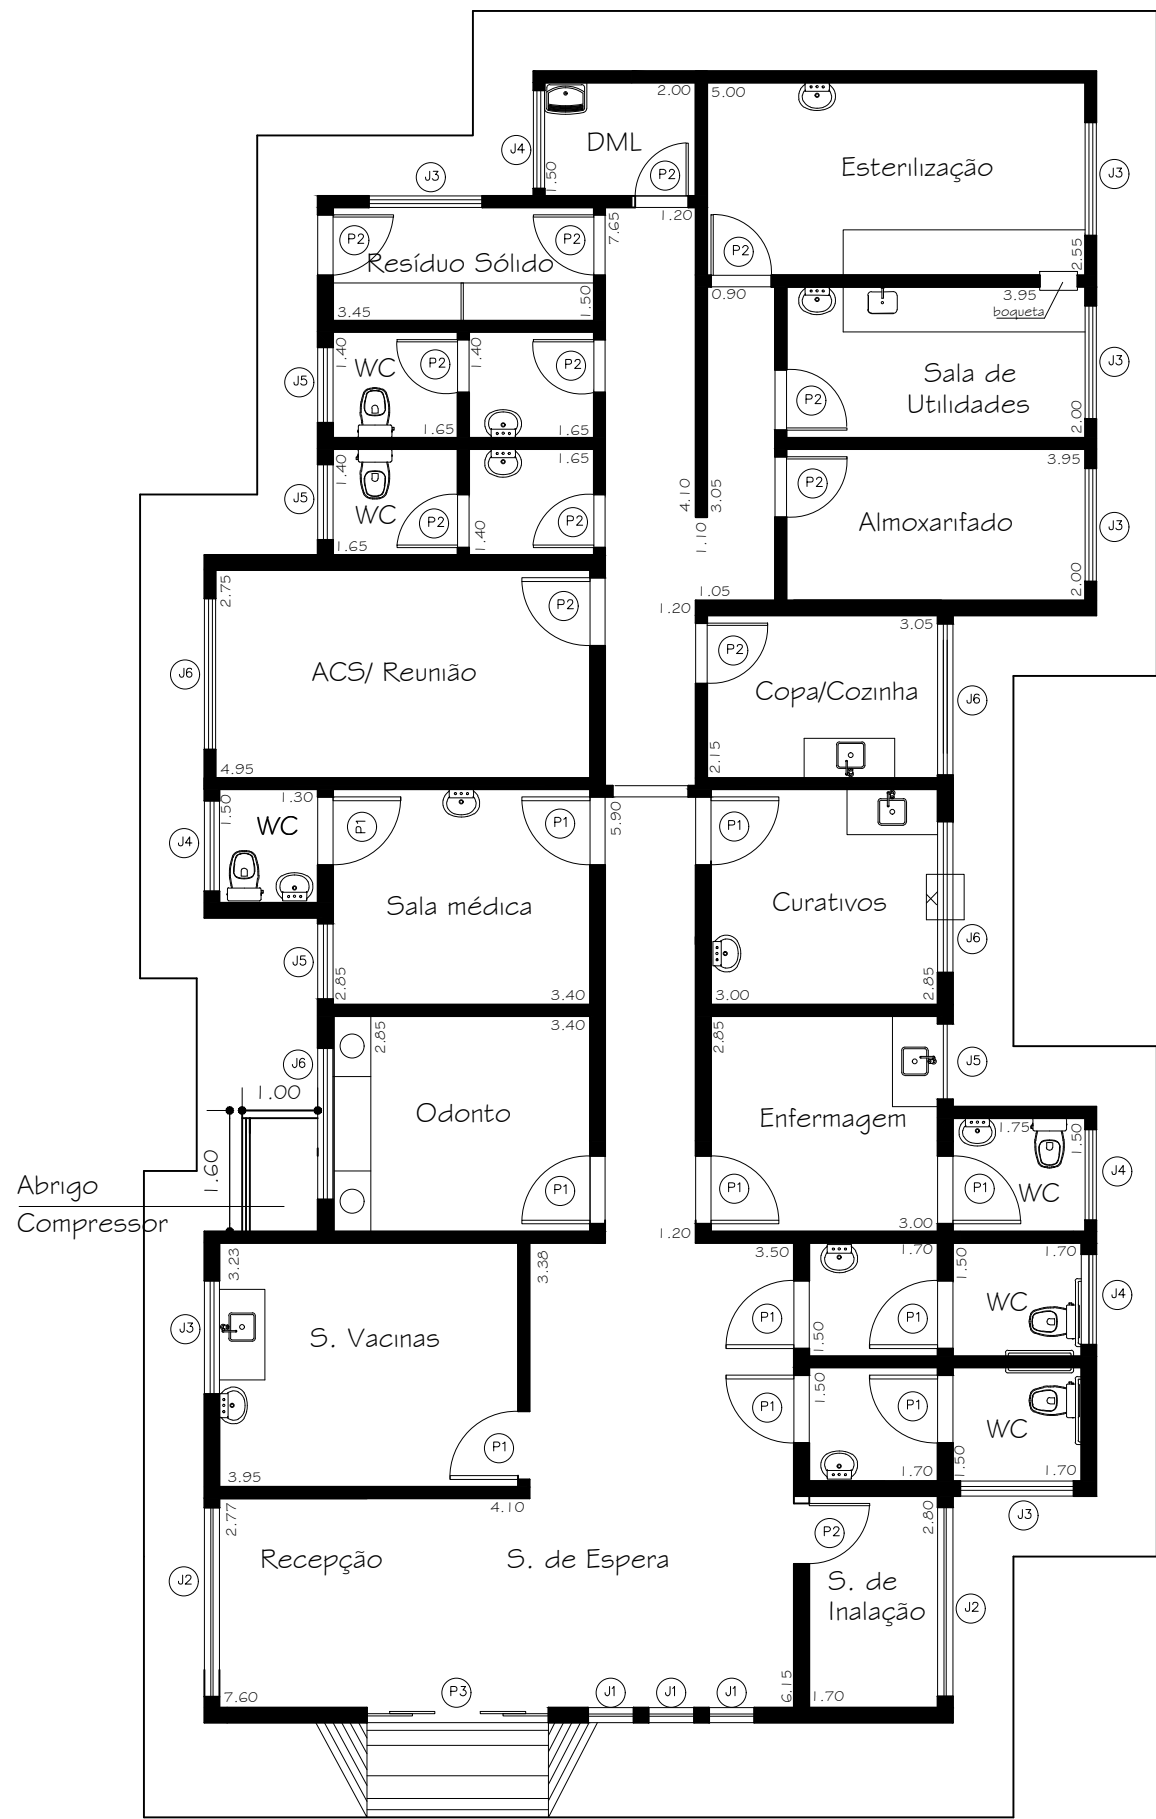 2.00
5.00
DML
J4
1.50
P2
Esterilização
J3
J3
7.65
1.20
P2
P2
P2
Resíduo Sólido
2.55
3.45
1.50
0.90
3.95
boqueta
1.40
WC
P2
1.40
P2
J5
1.65
1.65
Sala de
Utilidades
J3
P2
2.00
1.40
1.65
3.95
J5
WC
P2
1.40
P2
1.65
4.10
3.05
P2
Almoxarifado
J3
1.10
2.00
2.75
P2
1.05
1.20
3.05
J6
ACS/ Reunião
P2
Copa/Cozinha
J6
4.95
2.15
1.50
1.30
J4
WC
P1
P1
5.90
P1
Sala médica
Curativos
J6
J5
2.85
3.40
3.00
2.85
2.85
3.40
2.85
J6
J5
1.00
Odonto
Enfermagem
1.75
1.50
1.60
P1
P1
P1
WC
J4
Abrigo
Compressor
3.00
1.20
3.23
3.38
3.50
1.70
1.50
1.70
J4
J3
S. Vacinas
P1
1.50
P1
WC
P1
1.50
P1
WC
P1
3.95
1.70
1.50
1.70
4.10
J3
2.77
2.80
Recepção
S. de Espera
P2
J2
S. de
Inalação
J2
7.60
P3
J1
J1
J1
6.15
1.70